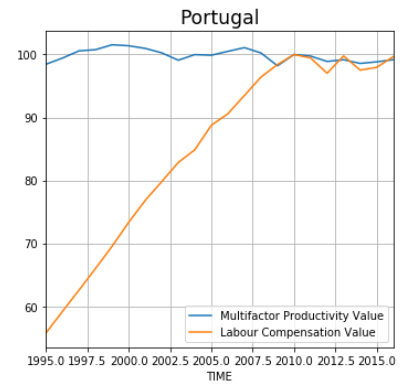 Portugal
100
90
80
70
60
Multifactor Productivity Value
Labour Compensation Value
1995.0 1997.5 2000.0 2002.5 2005.0 2007.5 2010.0 2012.5 2015.0
TIME